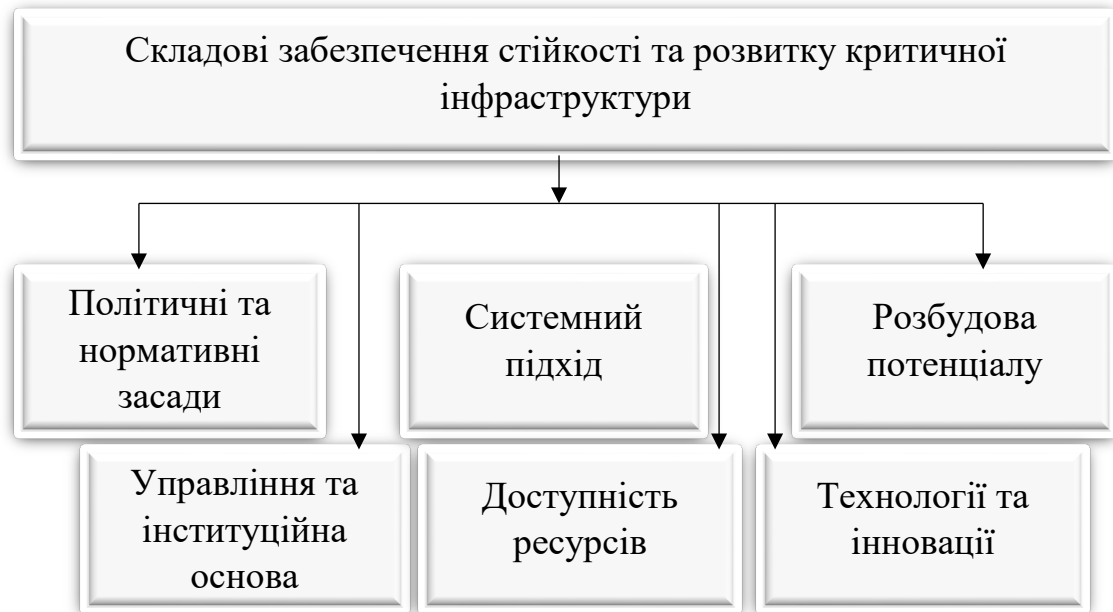 Складові забезпечення стійкості та розвитку критичної
інфраструктури
Політичні та
нормативні
засади
Системний
підхід
Розбудова
потенціалу
Управління та
інституційна
основа
Доступність
ресурсів
Технології та
інновації